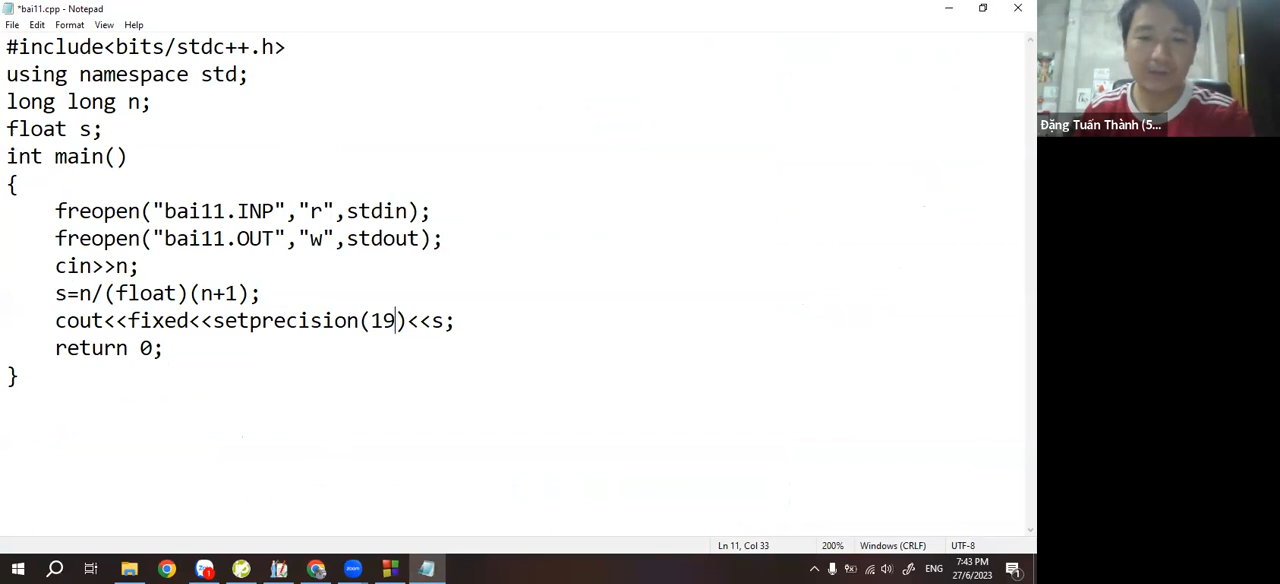 *bai11.cpp - Notepad
File Edit Format View Help
#include<bits/stdc++.h>
using namespace std;
long long n;
float s;
int main()
{
freopen("bai11.INP","r",stdin);
freopen("bai11.OUT","w",stdout);
cin>>n;
s=n/(float)(n+1);
cout<<fixed<<setprecision(19)<<s;
return 0;
}
Đặng Tuấn Thành (5...
Ln 11, Col 33
200%
Windows (CRLF)
UTF-8
zoom
ENG
7:43 PM
27/6/2023